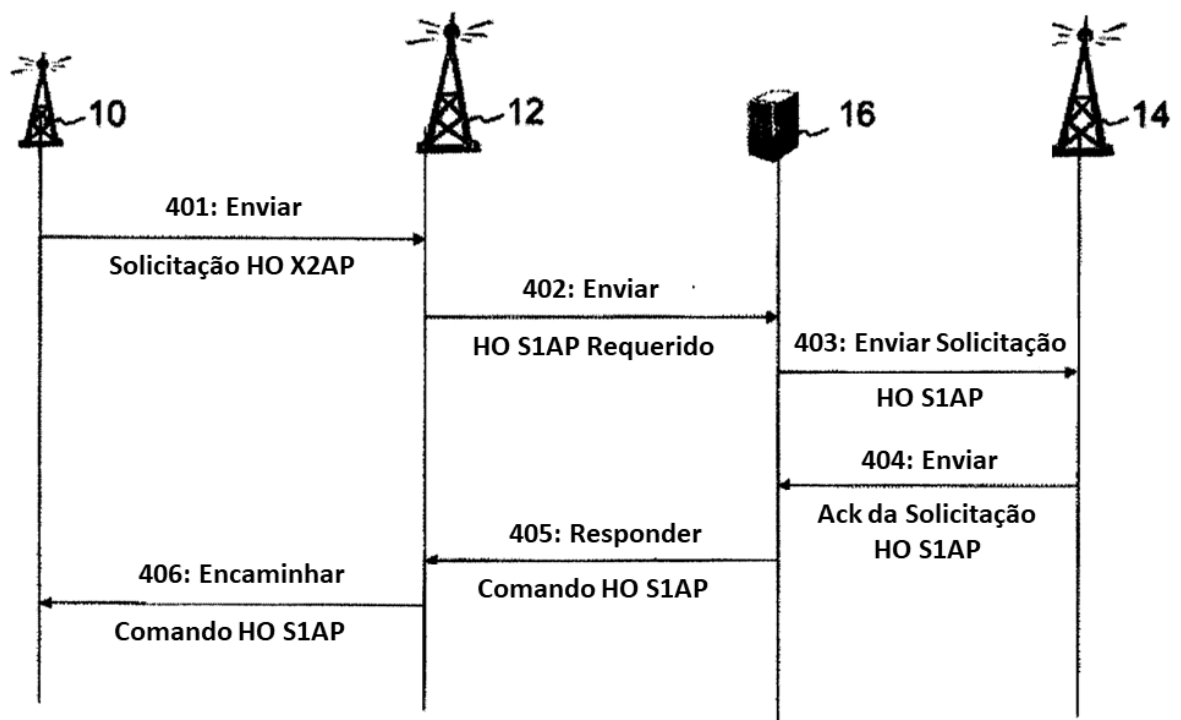 10
12
16
14
401: Enviar
Solicitação HO X2AP
402: Enviar
HO S1AP Requerido
403: Enviar Solicitação
HO S1AP
404: Enviar
Ack da Solicitação
HO S1AP
405: Responder
Comando HO S1AP
406: Encaminhar
Comando HO S1AP